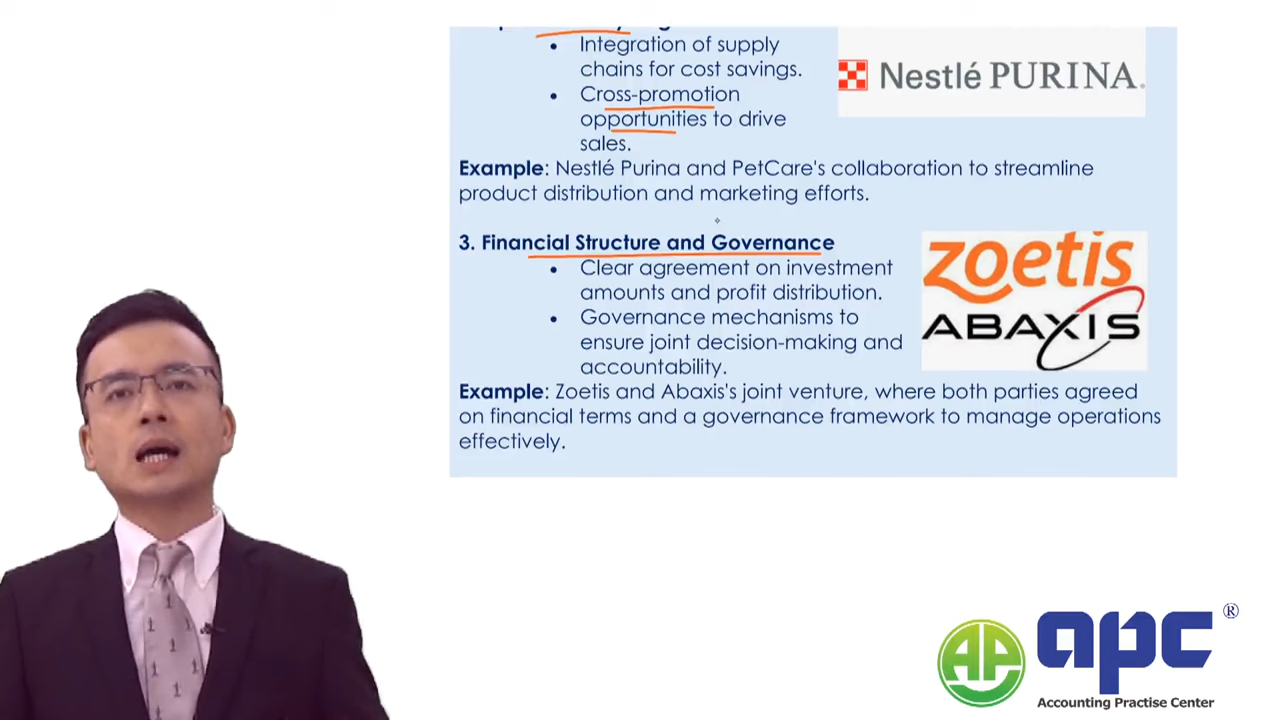 Integration of supply
chains for cost savings.
Cross-promotion
opportunities to drive
sales.
Nestlé PURINA.
Example: Nestlé Purina and PetCare's collaboration to streamline
product distribution and marketing efforts.
3. Financial Structure and Governance
Clear agreement on investment
amounts and profit distribution.
Governance mechanisms to
ensure joint decision-making and
accountability.
zoetis
ABAXIS
Example: Zoetis and Abaxis's joint venture, where both parties agreed
on financial terms and a governance framework to manage operations
effectively.
AP
apc®
Accounting Practise Center